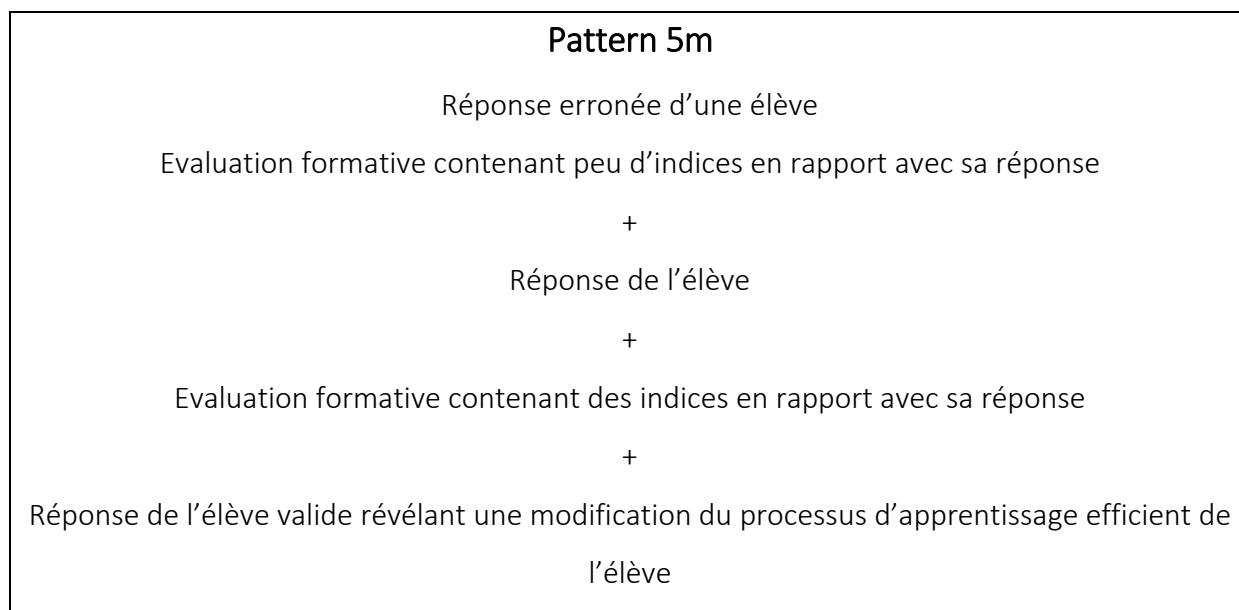 Pattern 5m
Réponse erronée d’une élève
Evaluation formative contenant peu d’indices en rapport avec sa réponse
+
Réponse de l’élève
+
Evaluation formative contenant des indices en rapport avec sa réponse
+
Réponse de l’élève valide révélant une modification du processus d’apprentissage efficient de
l’élève